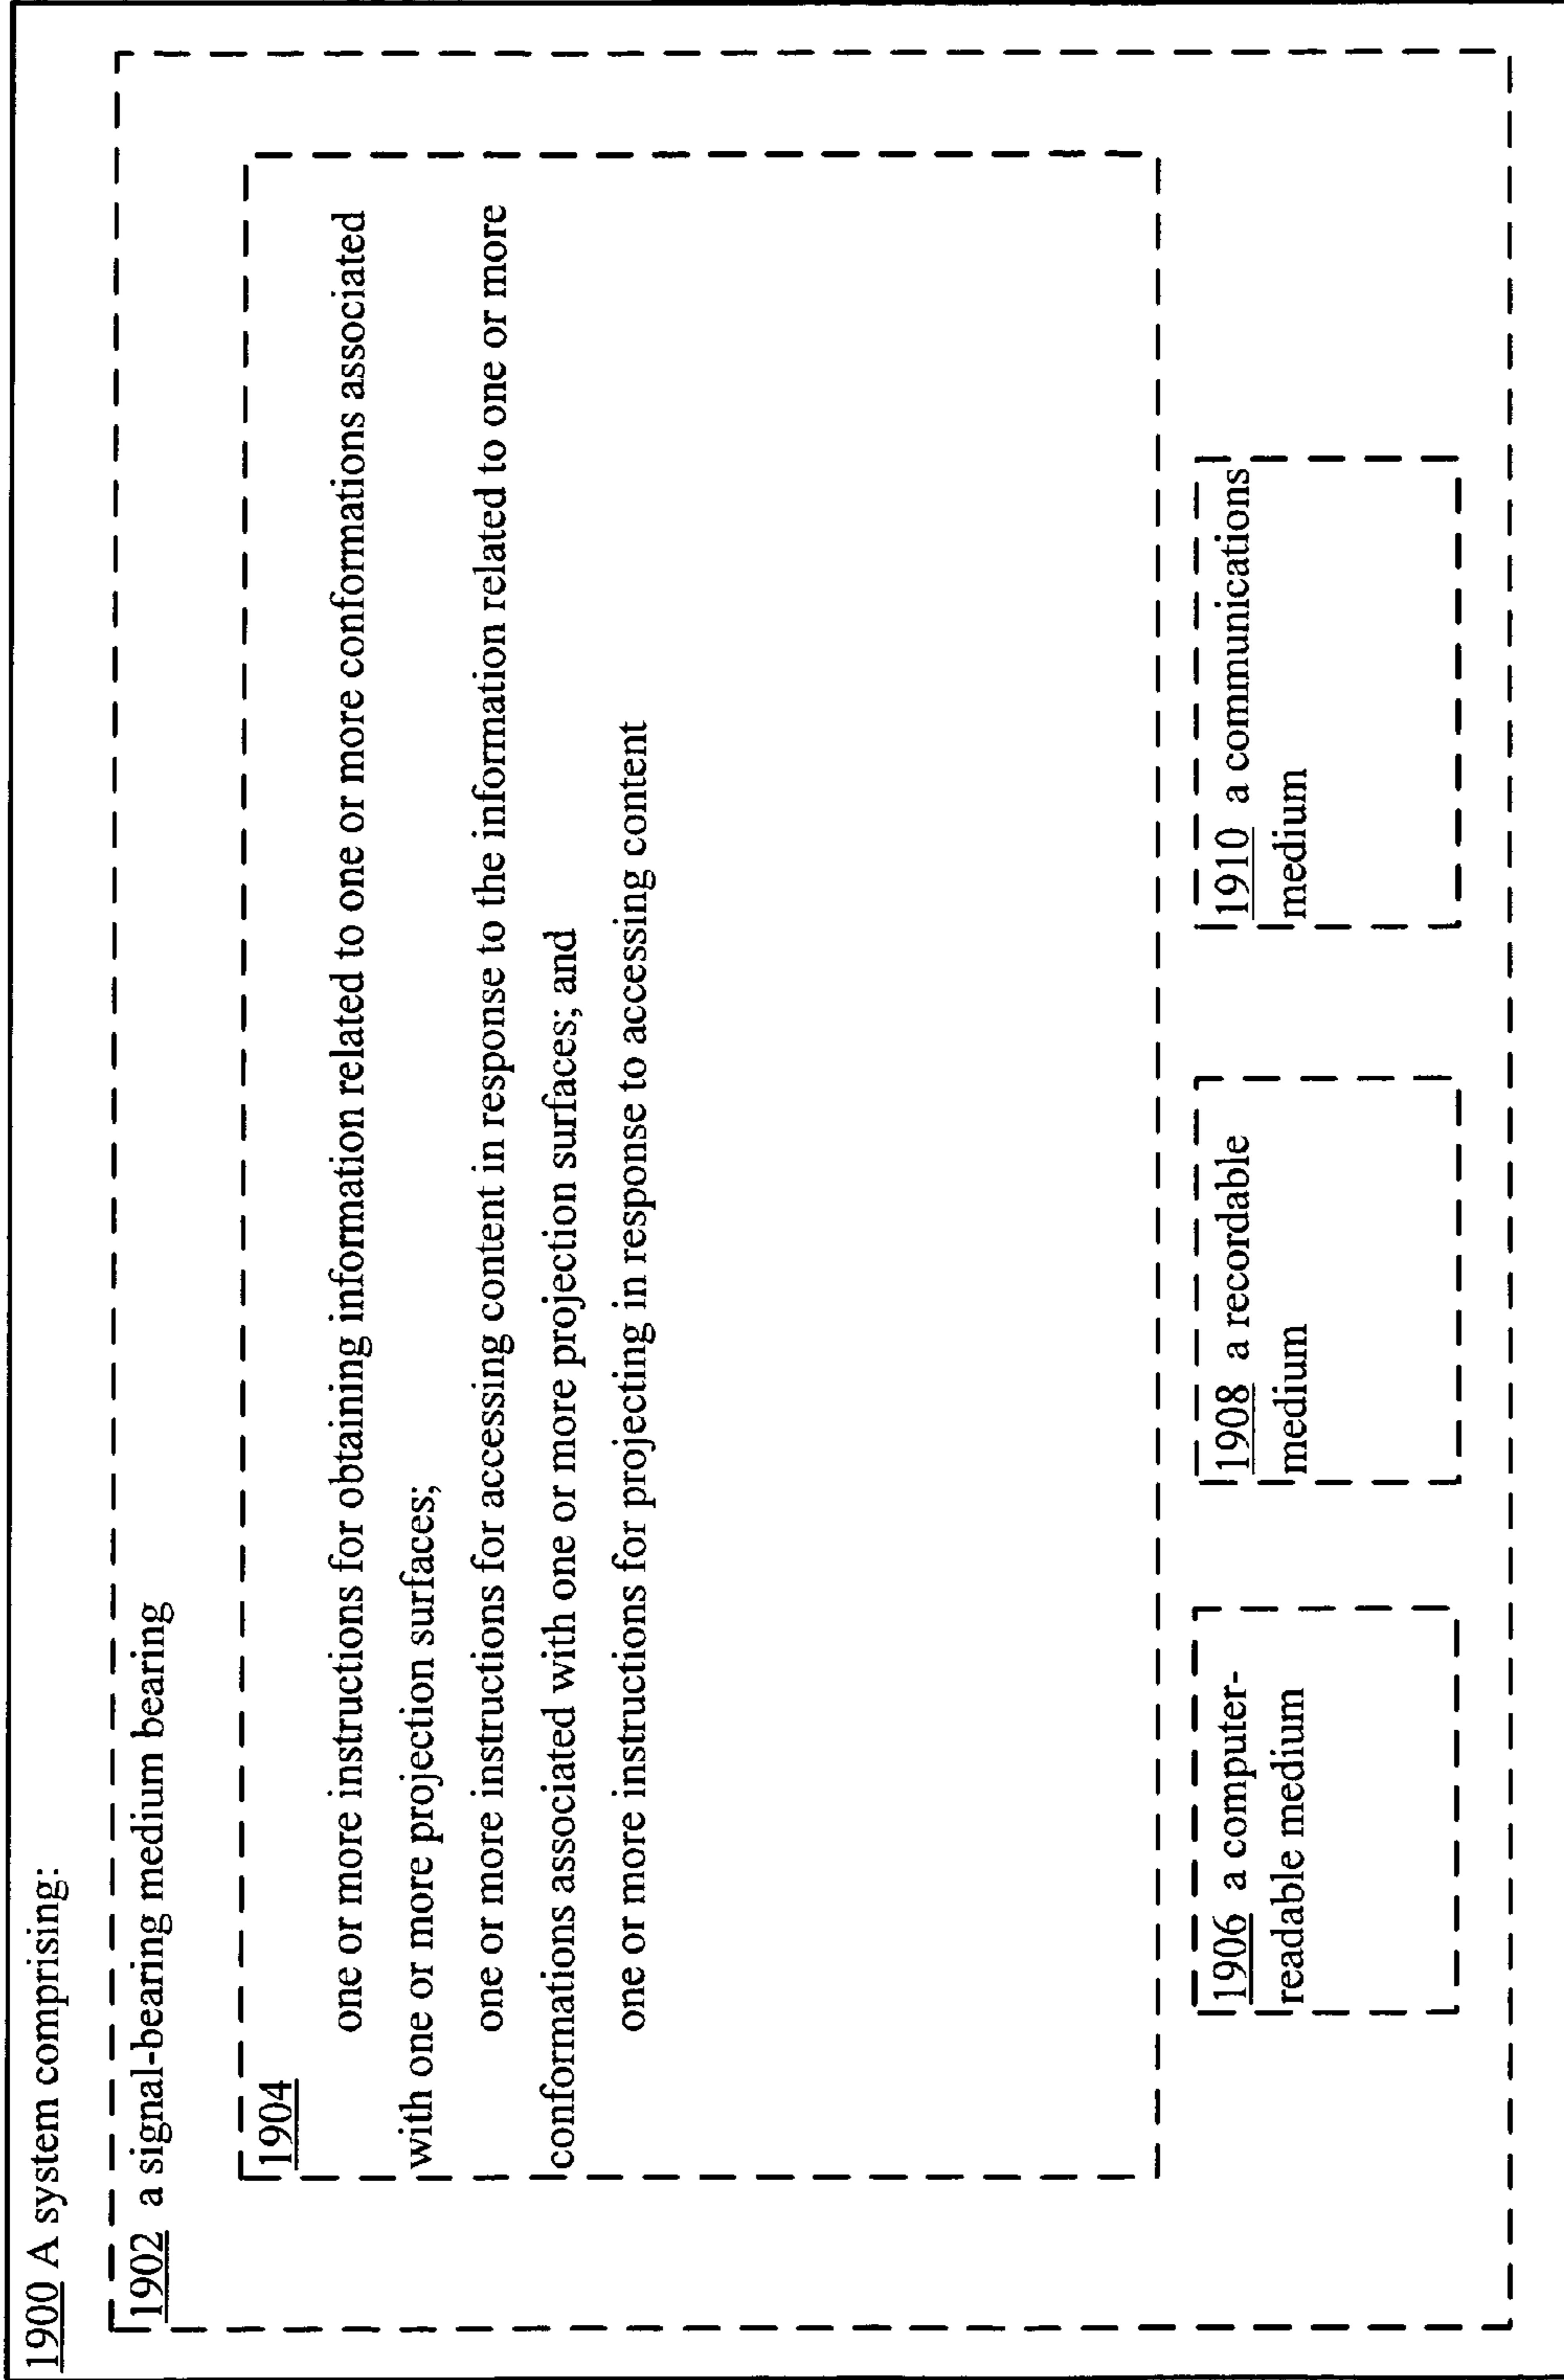 1900 A system comprising:
1902 a signal-bearing medium bearing
1904
one or more instructions for obtaining information related to one or more conformations associated
with one or more projection surfaces;
one or more instructions for accessing content in response to the information related to one or more
conformations associated with one or more projection surfaces; and
one or more instructions for projecting in response to accessing content
1906 a computer-
readable medium
1908 a recordable
medium
1910 a communications
medium